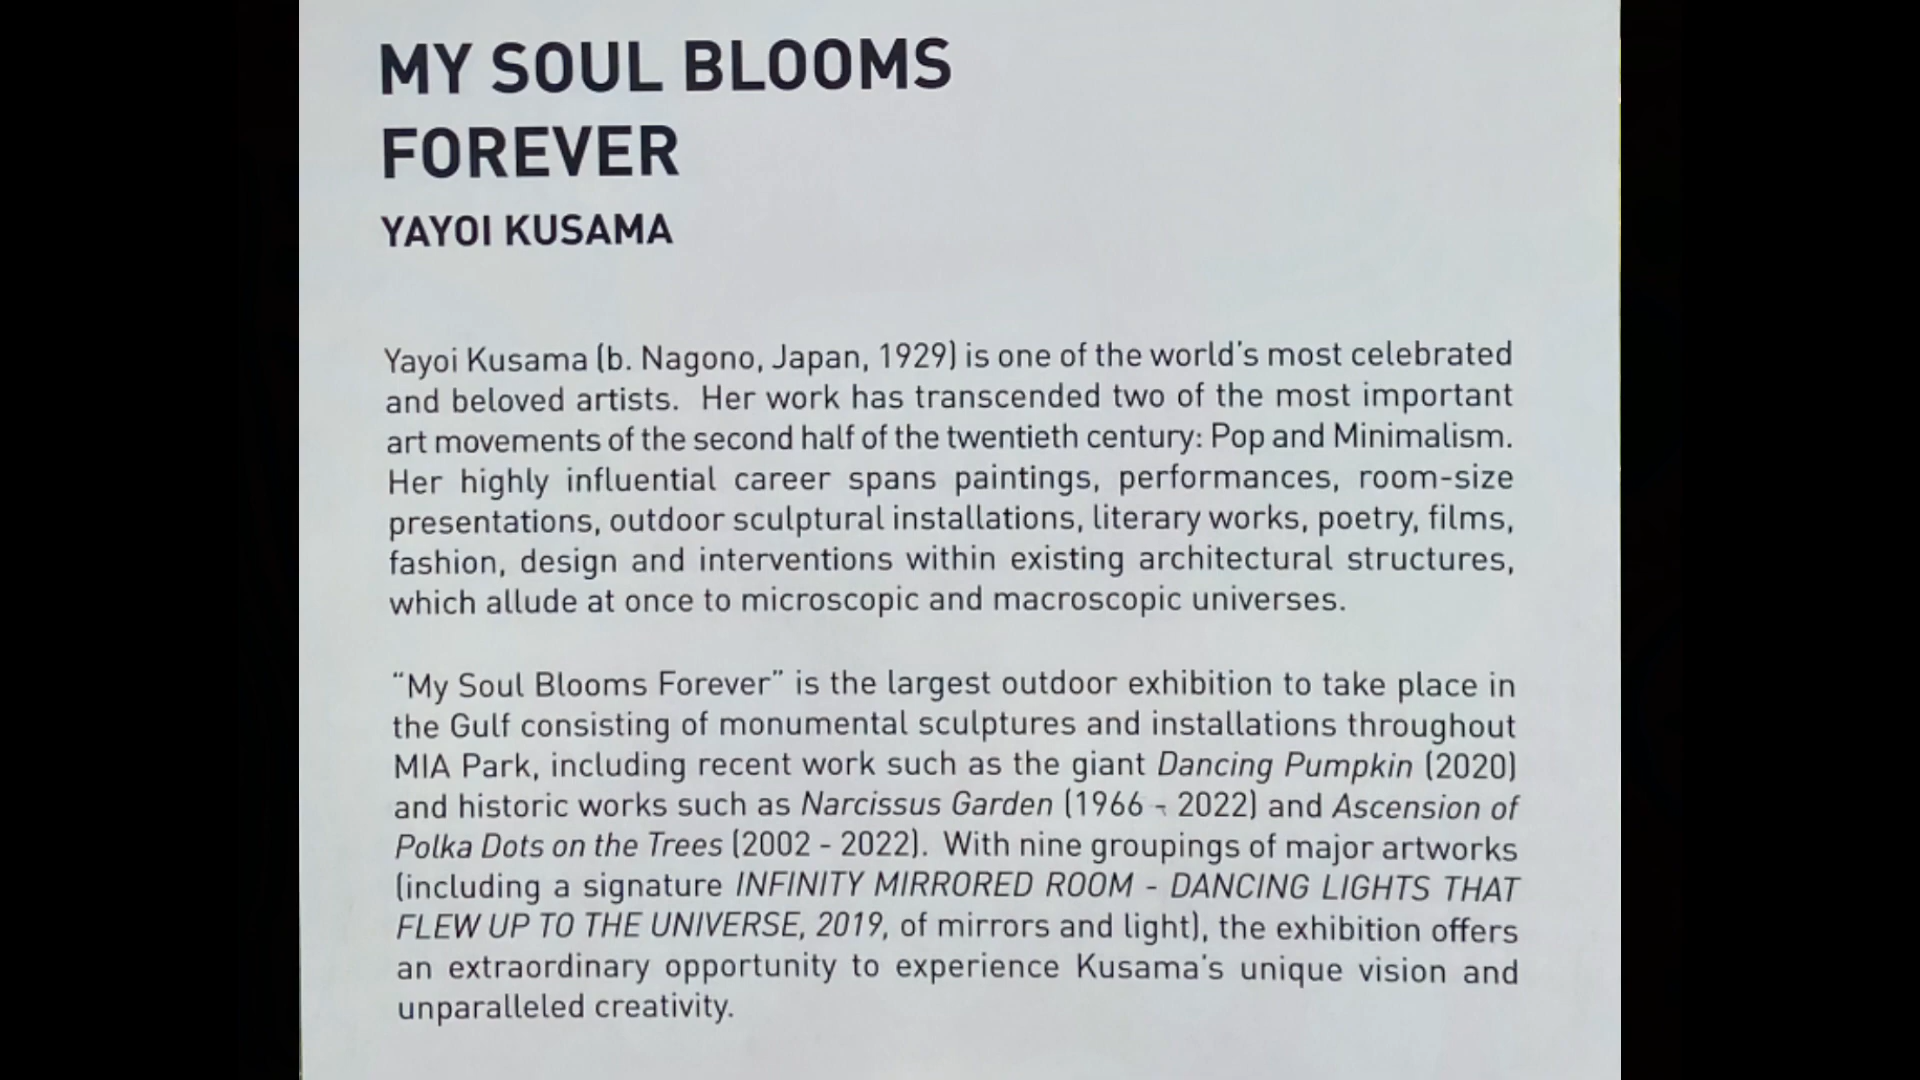 MY SOUL BLOOMS
FOREVER
YAYOI KUSAMA
Yayoi Kusama (b. Nagono, Japan, 1929) is one of the world's most celebrated
and beloved artists. Her work has transcended two of the most important
art movements of the second half of the twentieth century: Pop and Minimalism.
Her highly influential career spans paintings, performances, room-size
presentations, outdoor sculptural installations, literary works, poetry, films,
fashion, design and interventions within existing architectural structures,
which allude at once to microscopic and macroscopic universes.
“My Soul Blooms Forever” is the largest outdoor exhibition to take place in
the Gulf consisting of monumental sculptures and installations throughout
MIA Park, including recent work such as the giant Dancing Pumpkin (2020)
and historic works such as Narcissus Garden (1966 - 2022) and Ascension of
Polka Dots on the Trees (2002 - 2022). With nine groupings of major artworks
(including a signature INFINITY MIRRORED ROOM - DANCING LIGHTS THAT
FLEW UP TO THE UNIVERSE, 2019, of mirrors and light), the exhibition offers
an extraordinary opportunity to experience Kusama's unique vision and
unparalleled creativity.